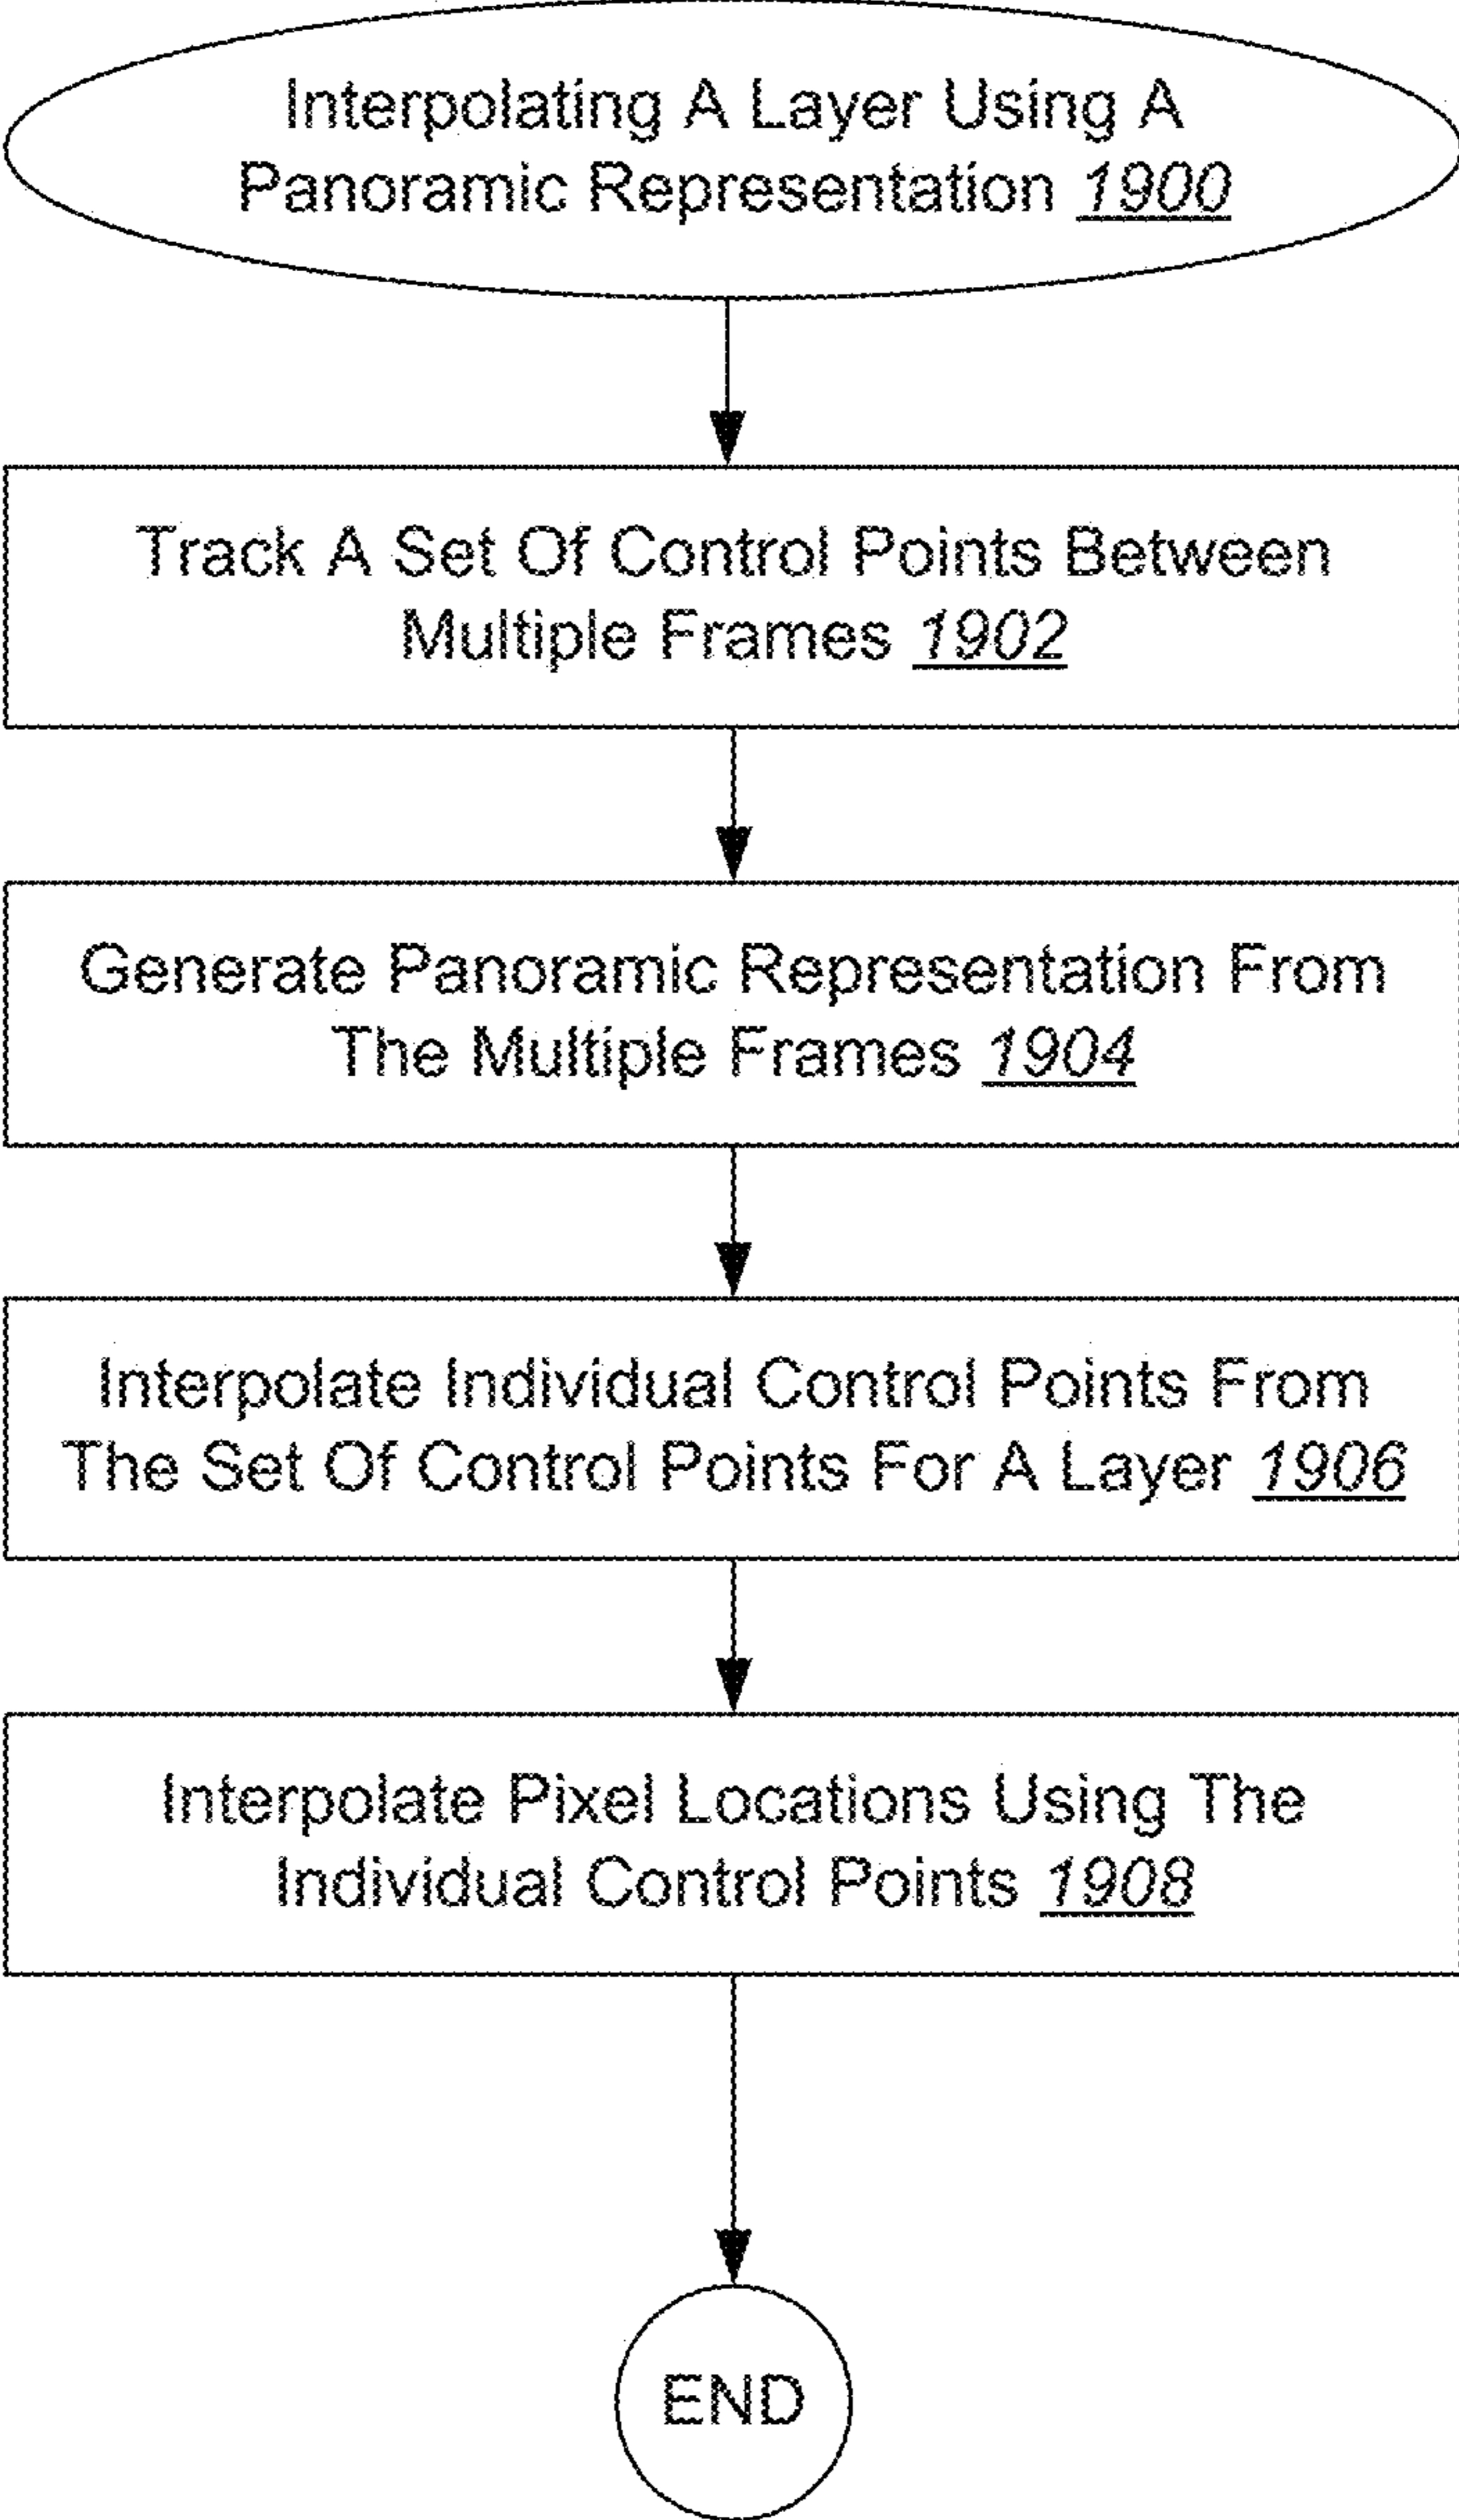 Interpolating A Layer Using A
Panoramic Representation 1900
Track A Set Of Control Points Between
Multiple Frames 1902
Generate Panoramic Representation From
The Multiple Frames 1904
Interpolate Individual Control Points From
The Set Of Control Points For A Layer 1906
Interpolate Pixel Locations Using The
Individual Control Points 1908
END